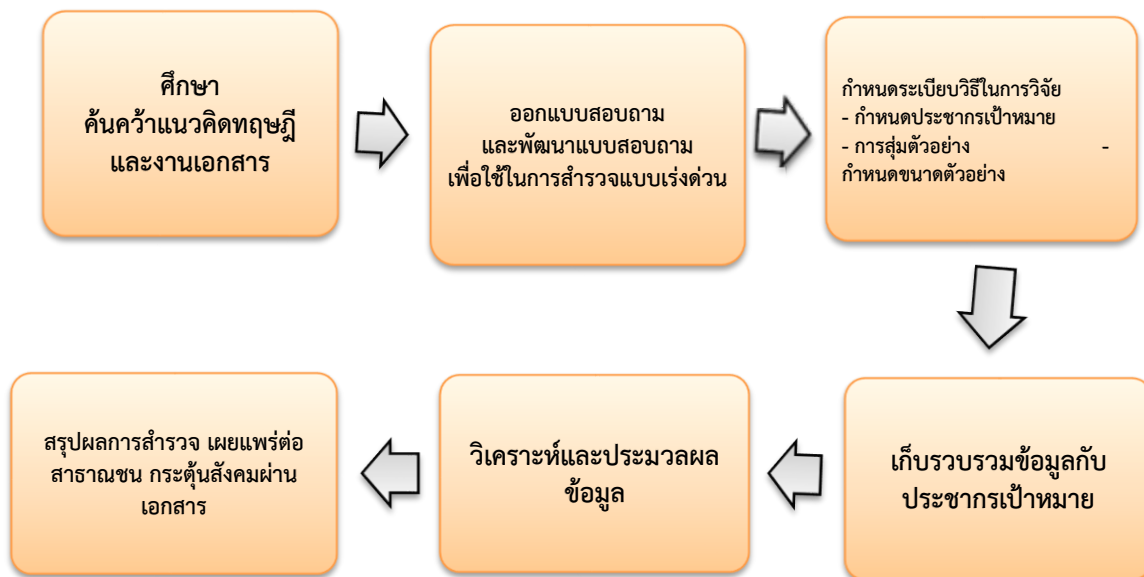 ศึกษา
ค้นคว้าแนวคิดทฤษฎี
และงานเอกสาร
ออกแบบสอบถาม
และพัฒนาแบบสอบถาม
เพื่อใช้ในการสำรวจแบบเร่งด่วน
กำหนดระเบียบวิธีในการวิจัย
- กำหนดประชากรเป้าหมาย
- การสุ่มตัวอย่าง -
กำหนดขนาดตัวอย่าง
เก็บรวบรวมข้อมูลกับ
ประชากรเป้าหมาย
วิเคราะห์และประมวลผล
ข้อมูล
สรุปผลการสำรวจ เผยแพร่ต่อ
สาธาณชน กระตุ้นสังคมผ่าน
เอกสาร